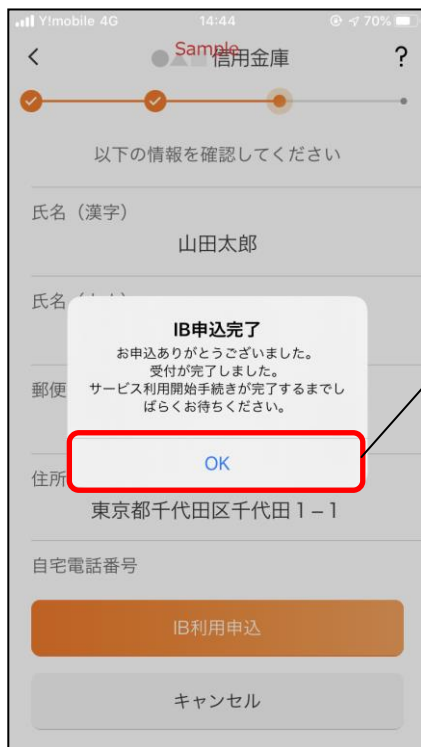 Y!mobile 4G 14:44 70%
Sample
●▲■信用金庫 ?
以下の情報を確認してください
氏名(漢字)
山田太郎
氏名
IB申込完了
お申込ありがとうございました。
受付が完了しました。
郵便
サービス利用開始手続きが完了するまでし
ばらくお待ちください。
OK
住所
東京都千代田区千代田1-1
自宅電話番号
IB利用申込
キャンセル